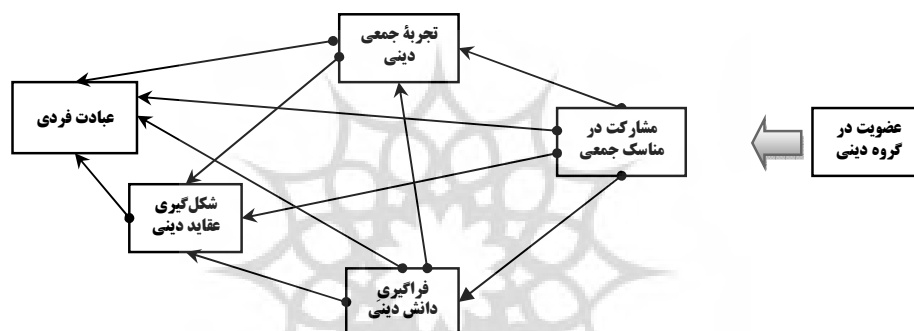 تجربۀ جمعی
دینی
عضویت در
گروه دینی
مشارکت در
مناسک جمعی
عبادت فردی
شکل‌گیری
عقاید دینی
فراگیریِ
دانش دینی